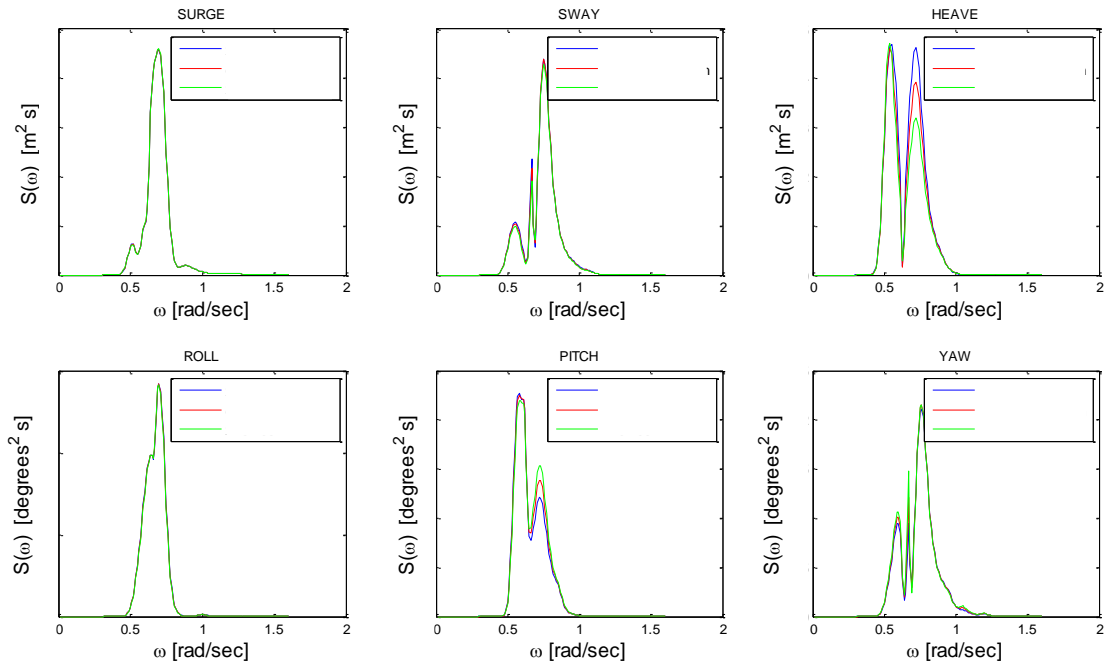 SURGE
S(ω) [m² s]
0 0.5 1 1.5 2
ω [rad/sec]
SWAY
S(ω) [m² s]
0 0.5 1 1.5 2
ω [rad/sec]
HEAVE
S(ω) [m² s]
0 0.5 1 1.5 2
ω [rad/sec]
ROLL
S(ω) [degrees² s]
0 0.5 1 1.5 2
ω [rad/sec]
PITCH
S(ω) [degrees² s]
0 0.5 1 1.5 2
ω [rad/sec]
YAW
S(ω) [degrees² s]
0 0.5 1 1.5 2
ω [rad/sec]